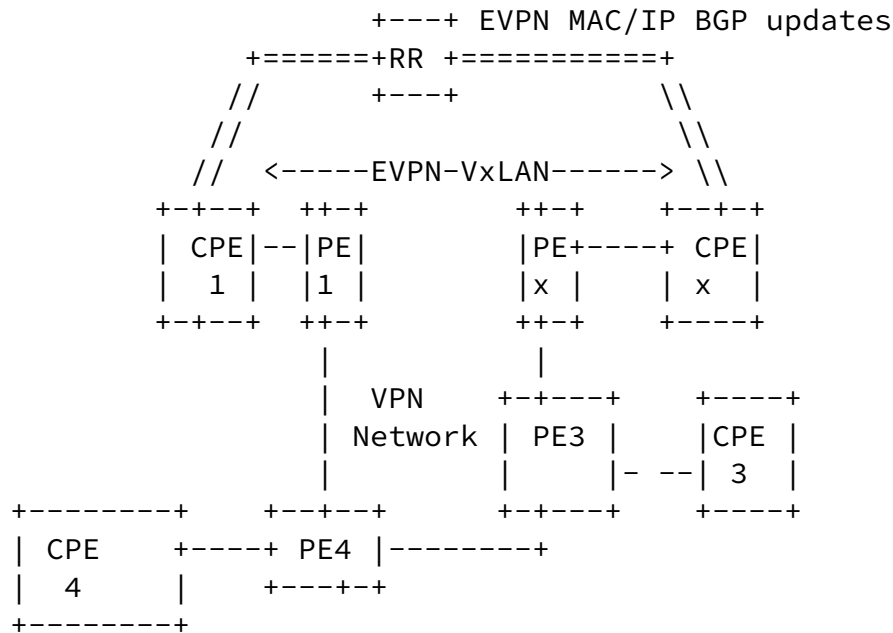 +---+ EVPN MAC/IP BGP updates
+======+RR +===========+
// +---+ \\
// \\
// <-----EVPN-VxLAN------> \\
+-+--+ ++-+ ++-+ +--+-+
| CPE|--|PE| |PE+----+ CPE|
| 1 | |1 | |x | | x |
+-+--+ ++-+ ++-+ +----+
| |
| VPN +-+---+ +----+
| Network | PE3 | |CPE |
| | |- --| 3 |
+--------+ +--+--+ +-+---+ +----+
| CPE +----+ PE4 |--------+
| 4 | +---+-+
+--------+